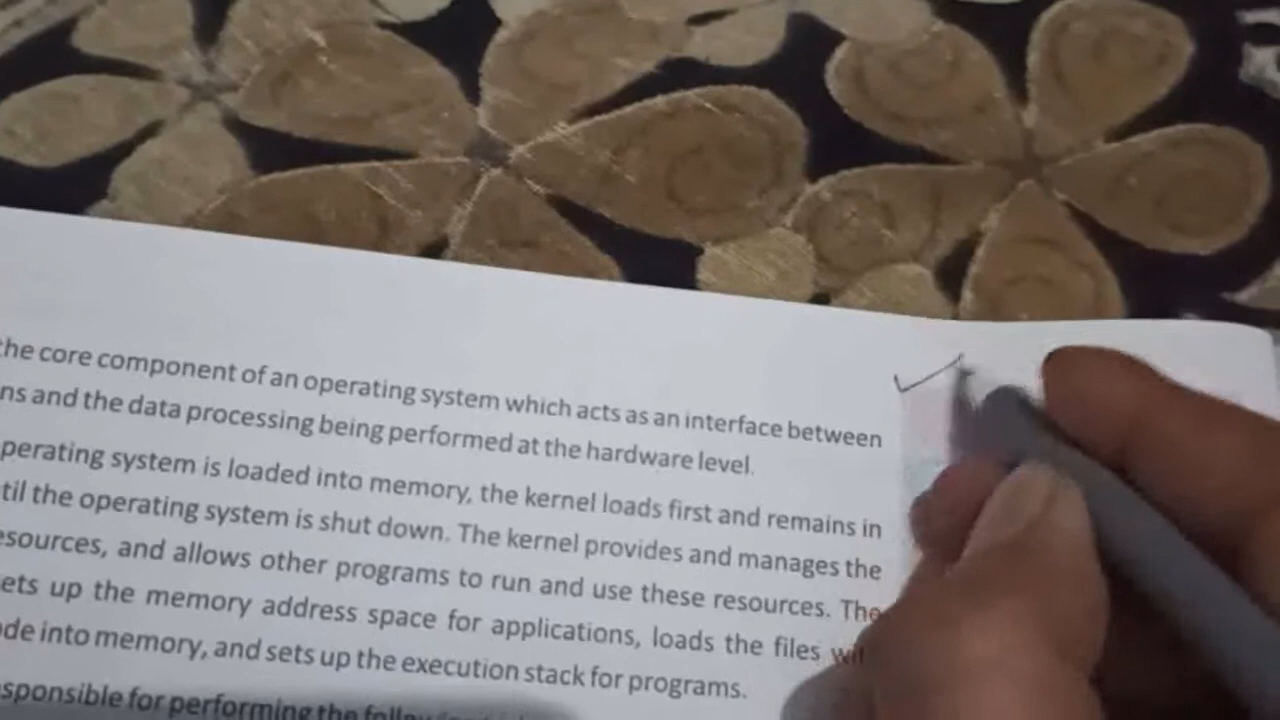 the core component of an operating system which acts as an interface between
ns and the data processing being performed at the hardware level.
perating system is loaded into memory, the kernel loads first and remains in
til the operating system is shut down. The kernel provides and manages the
esources, and allows other programs to run and use these resources. The
ets up the memory address space for applications, loads the files wit
de into memory, and sets up the execution stack for programs.
sponsible for performing the